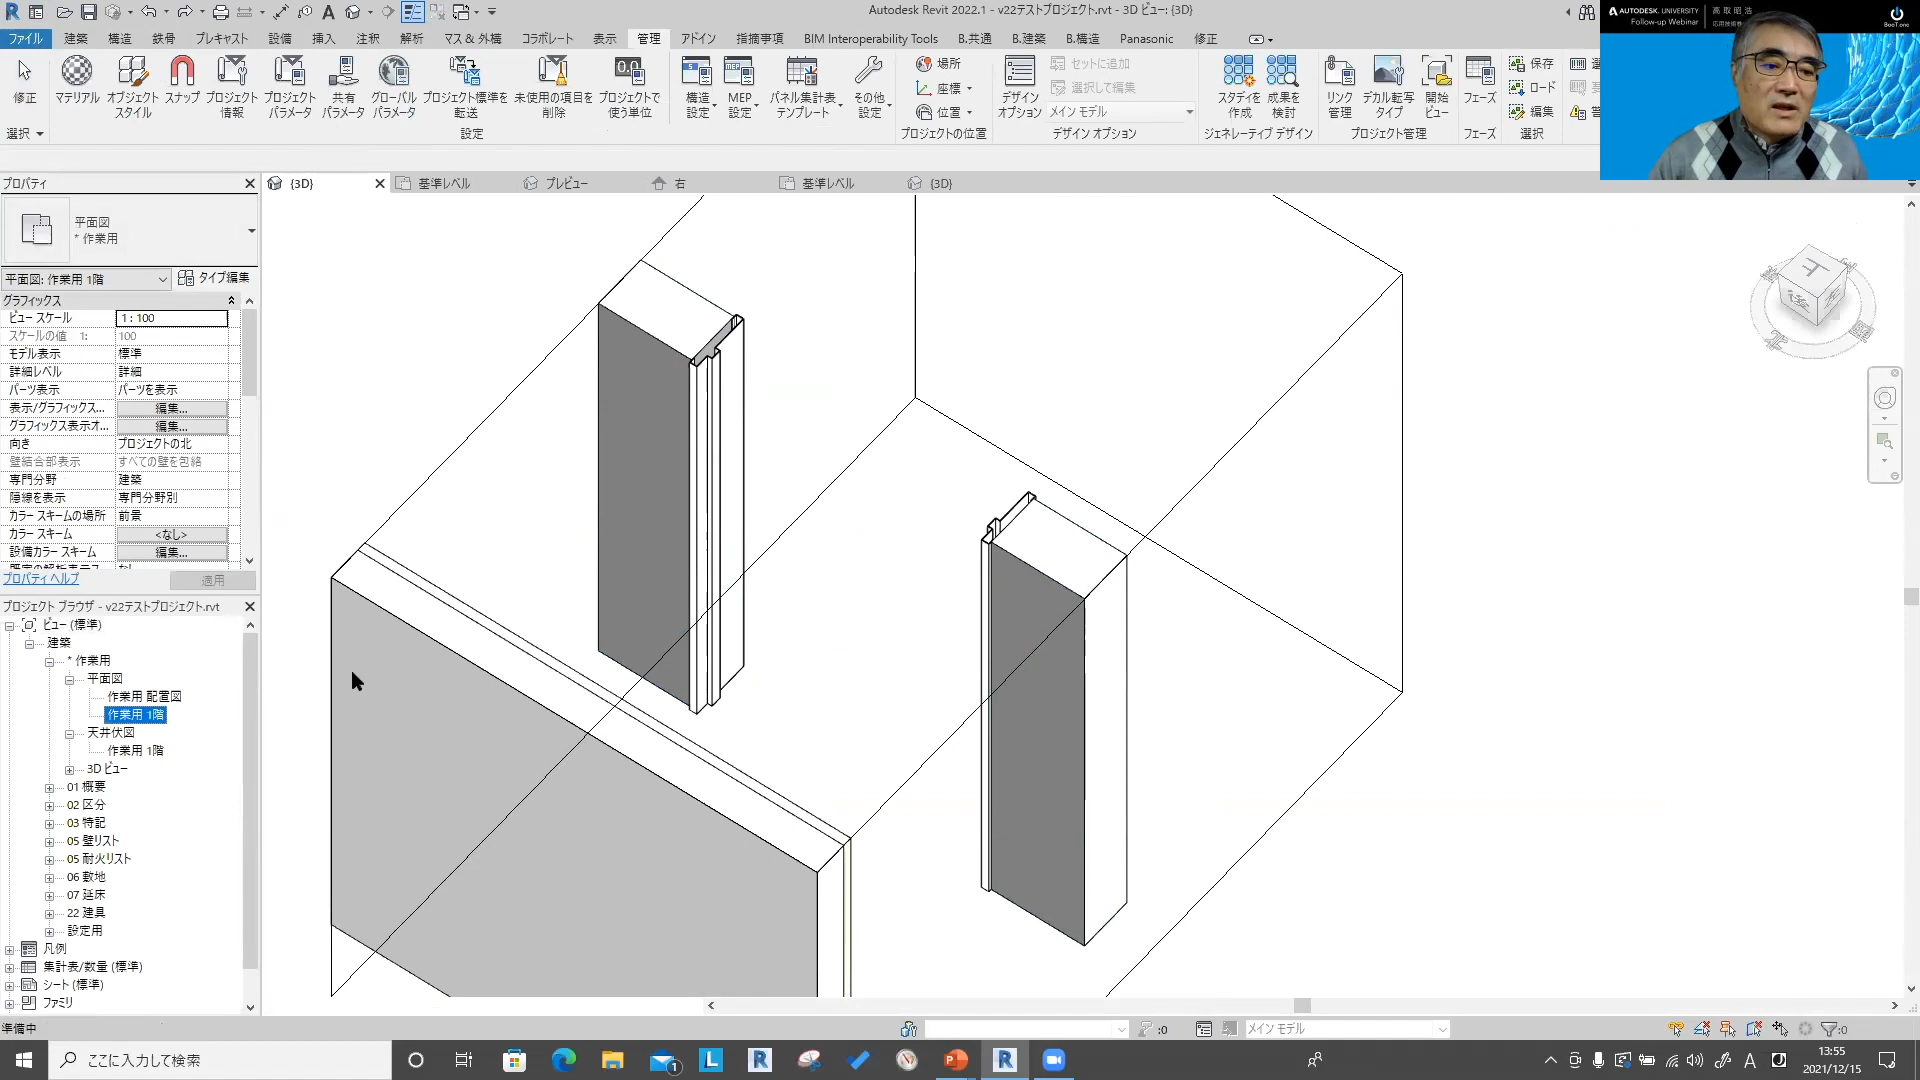 Autodesk Revit 2022.1 - v22テストプロジェクト.rvt - 3D ビュー: {3D}
AUTODESK. UNIVERSITY
Follow-up Webinar
高取昭浩
BooT.one
ファイル 建築 構造 鉄骨 プレキャスト 設備 挿入 注釈 解析 マス & 外構 コラボレート 表示 管理 アドイン 指摘事項 BIM Interoperability Tools B.共通 B.建築 B.構造 Panasonic 修正
修正
マテリアル
オブジェクト スタイル
スナップ
プロジェクト 情報
プロジェクト パラメータ
共有 パラメータ
グローバル パラメータ
プロジェクト標準を 転送
未使用の項目を 削除
プロジェクトで 使う単位
構造 設定
MEP 設定
パネル集計表 テンプレート
その他 設定
場所
座標
位置
デザイン オプション
セットに追加
選択して編集
メイン モデル
スタディを 作成
成果を 検討
リンク 管理
デカル転写 タイプ
開始 ビュー
フェーズ
保存
ロード
編集
選択
設定
プロジェクトの位置
デザイン オプション
ジェネレーティブ デザイン
プロジェクト管理
フェーズ
選択
プロパティ
{3D} 基準レベル プレビュー 右 基準レベル {3D}
平面図
* 作業用
平面図: 作業用 1階
タイプ編集
グラフィックス
ビュー スケール 1 : 100
スケールの値 1: 100
モデル表示 標準
詳細レベル 詳細
パーツ表示 パーツを表示
表示/グラフィックス... 編集...
グラフィックス表示オ... 編集...
向き プロジェクトの北
壁結合部表示 すべての壁を包絡
専門分野 建築
隠線を表示 専門分野別
カラー スキームの場所 前景
カラー スキーム <なし>
設備カラー スキーム 編集...
プロパティ ヘルプ
適用
プロジェクト ブラウザ - v22テストプロジェクト.rvt
ビュー (標準)
建築
* 作業用
平面図
作業用 配置図
作業用 1階
天井伏図
作業用 1階
3D ビュー
01 概要
02 区分
03 特記
05 壁リスト
05 耐火リスト
06 敷地
07 延床
22 建具
設定用
凡例
集計表/数量 (標準)
シート (標準)
ファミリ
準備中
:0
メイン モデル
:0
ここに入力して検索
13:55
2021/12/15